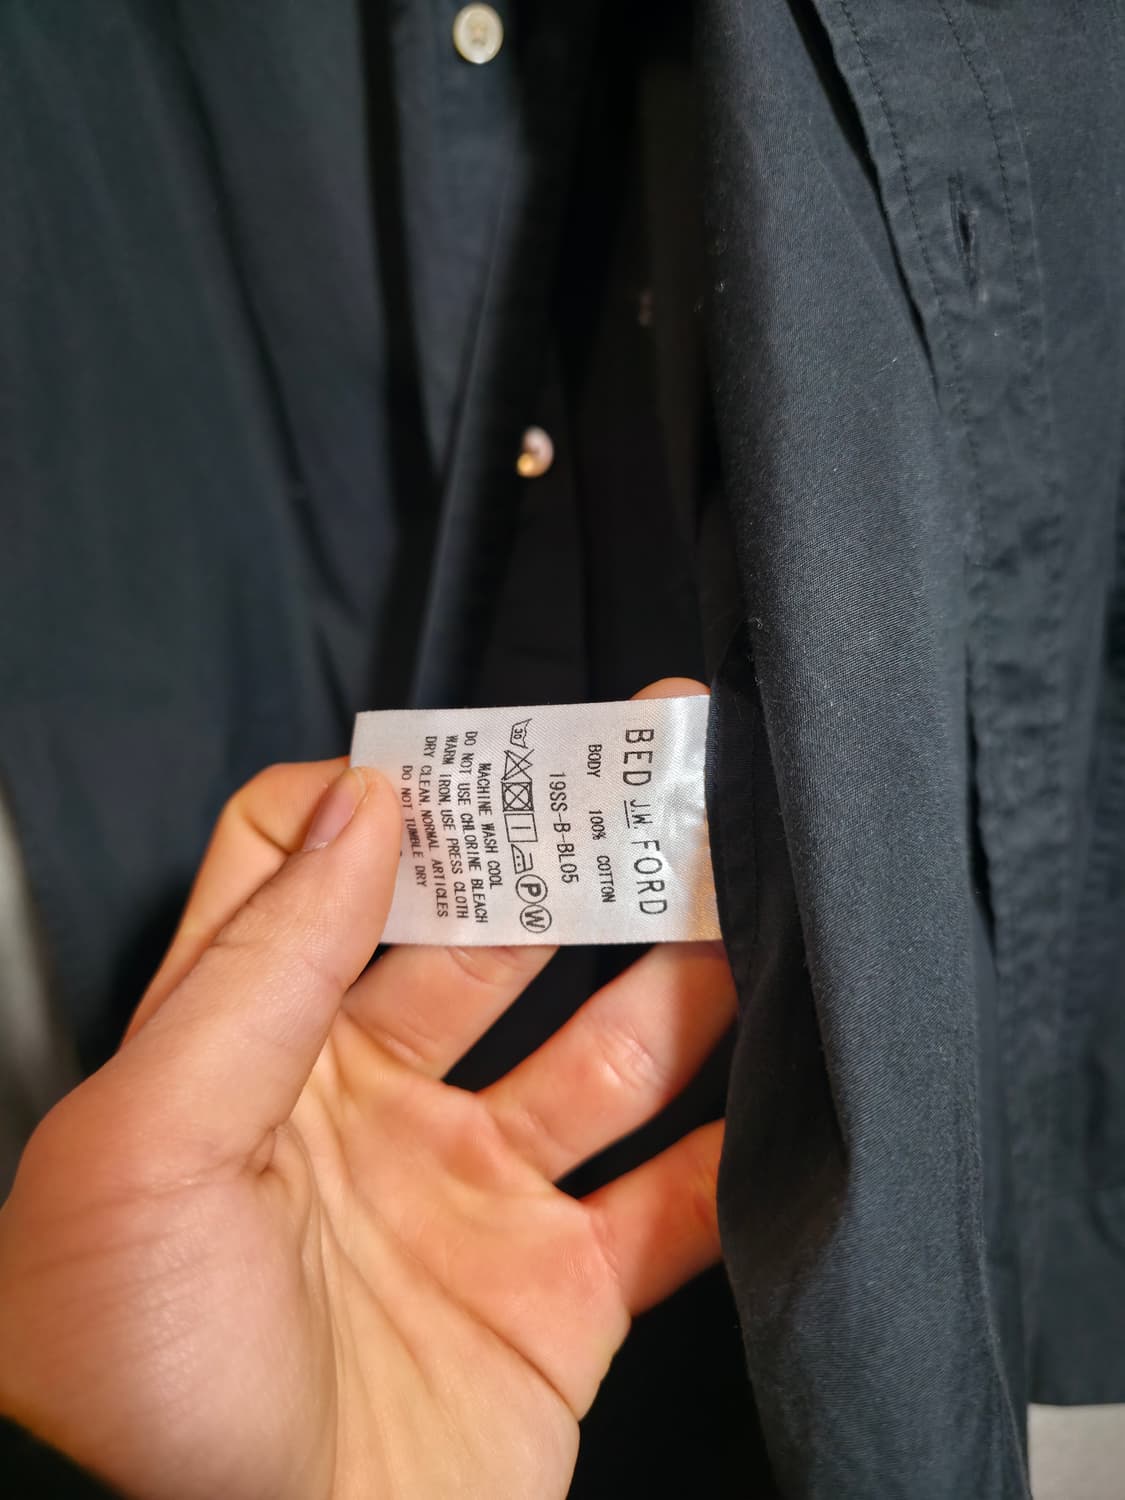 BED J.W. FORD
BODY 100% COTTON
19SS-B-BL05
30 P W
MACHINE WASH COOL
DO NOT USE CHLORINE BLEACH
WARM IRON, USE PRESS CLOTH
DRY CLEAN, NORMAL ARTICLES
DO NOT TUMBLE DRY